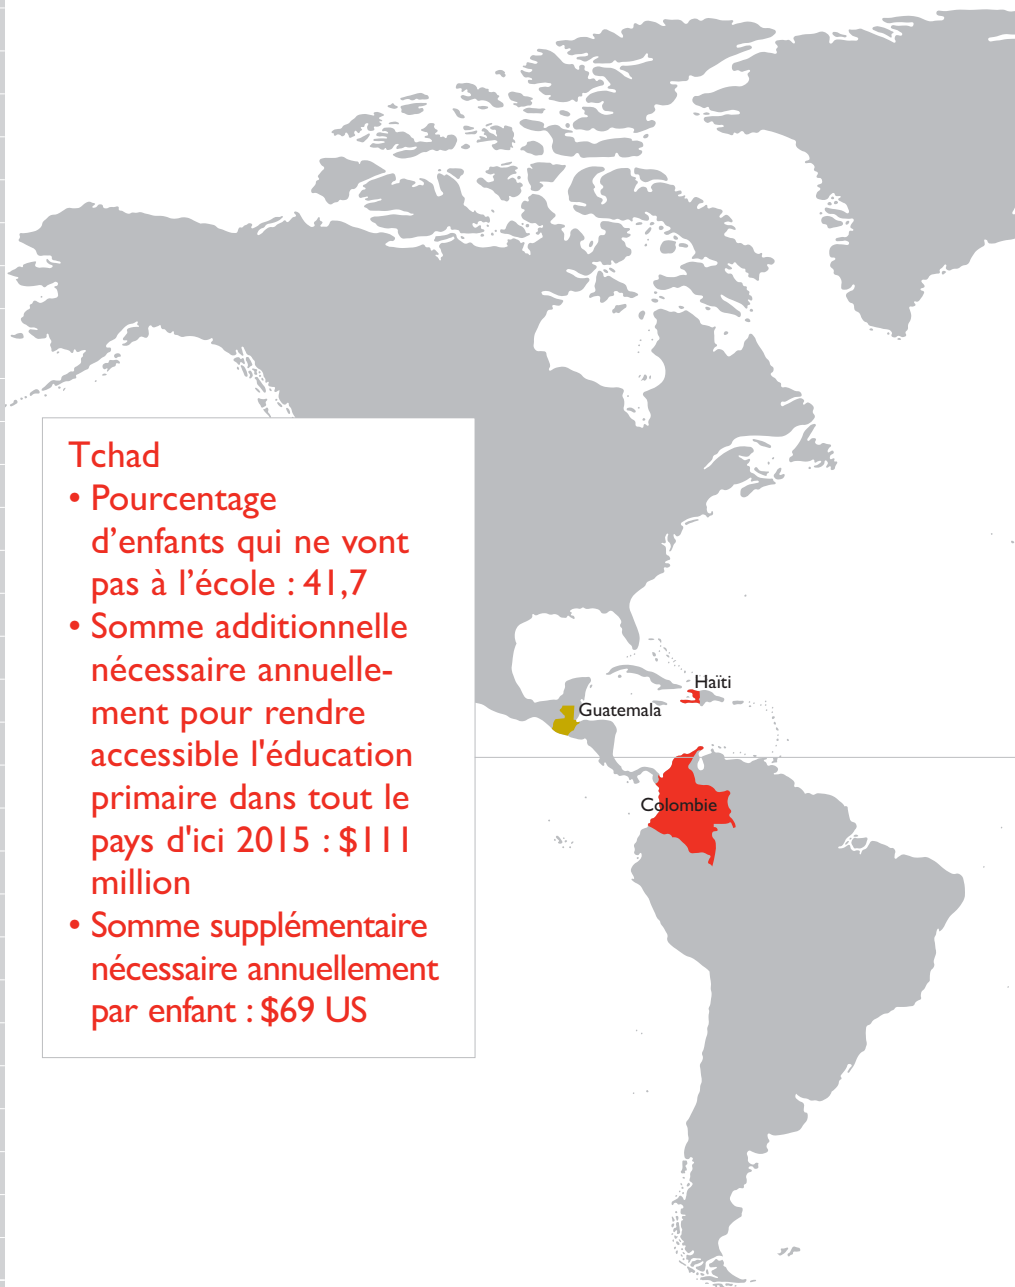 Tchad
• Pourcentage
d’enfants qui ne vont
pas à l’école : 41,7
• Somme additionnelle
nécessaire annuelle-
ment pour rendre
accessible l'éducation
primaire dans tout le
pays d'ici 2015 : $111
million
• Somme supplémentaire
nécessaire annuellement
par enfant : $69 US
Haïti
Guatemala
Colombie